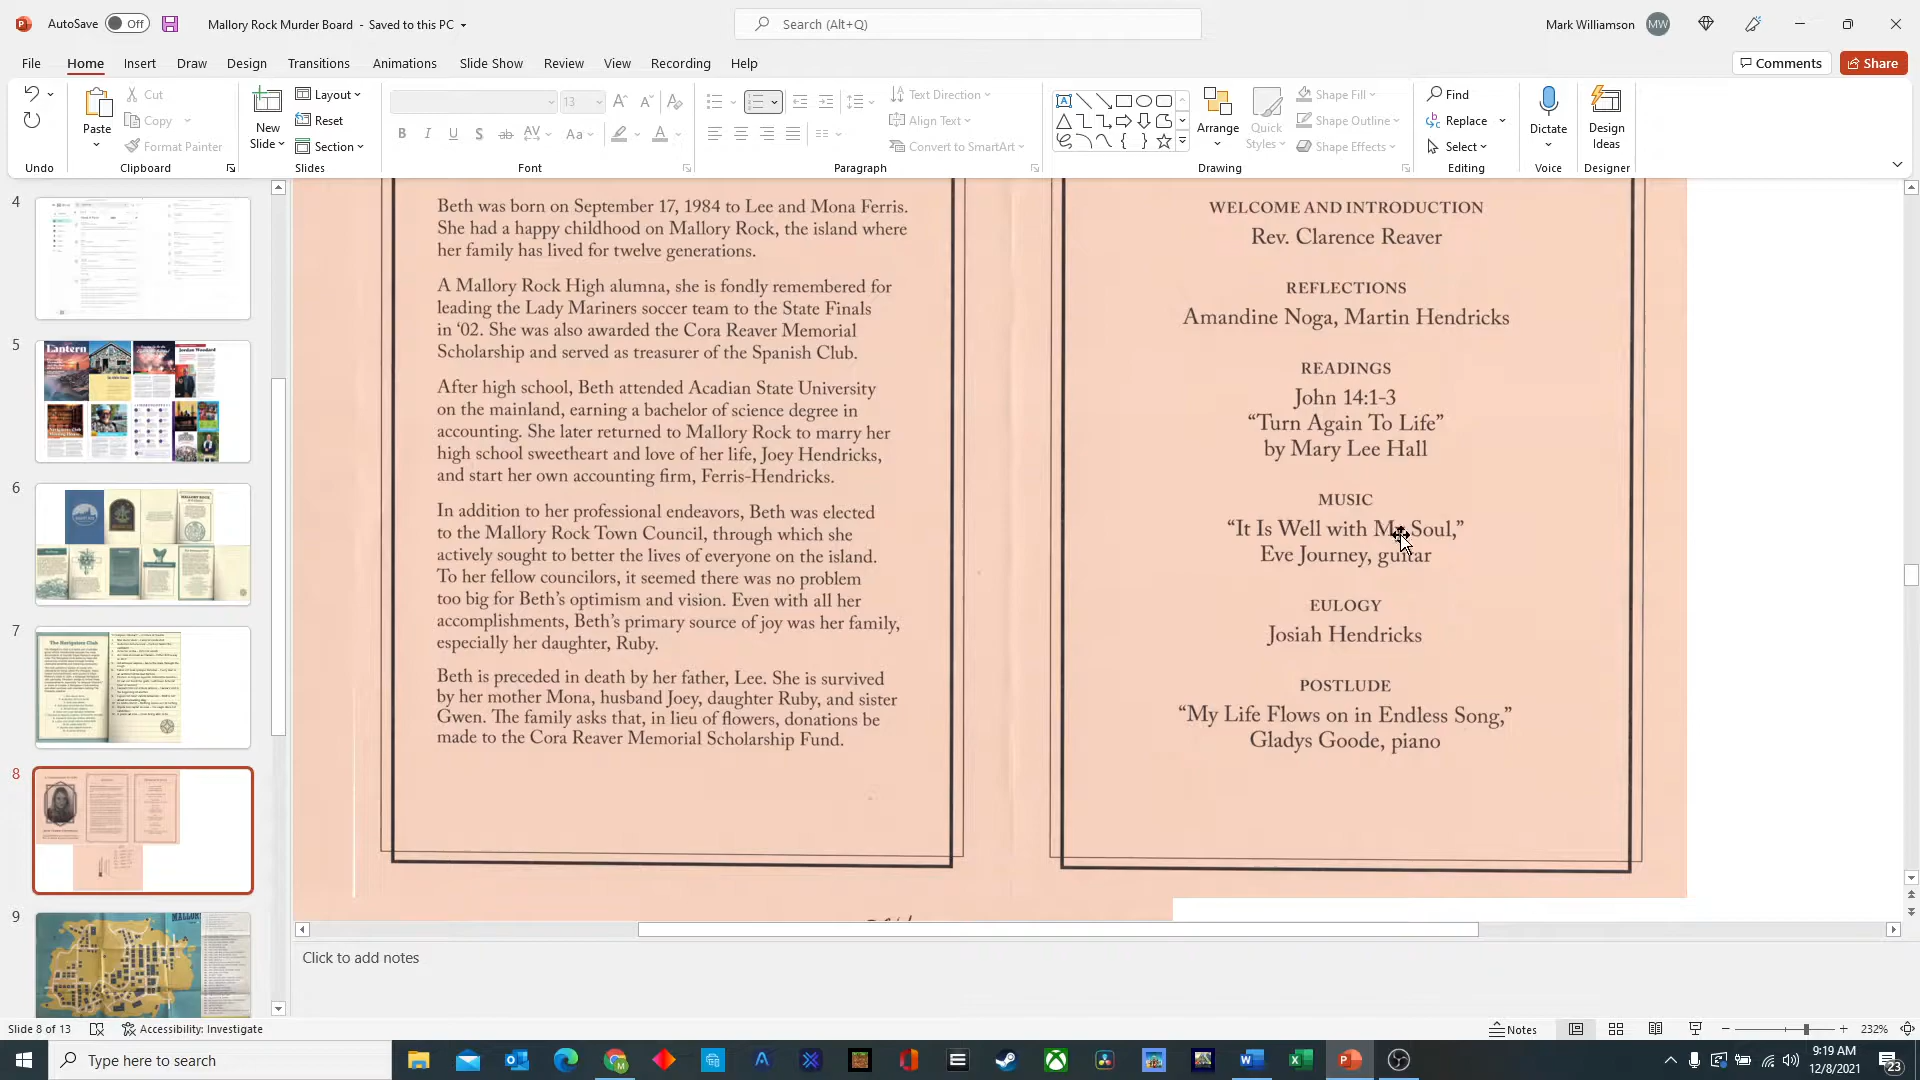 AutoSave Off Mallory Rock Murder Board - Saved to this PC Search (Alt+Q) Mark Williamson MW
File Home Insert Draw Design Transitions Animations Slide Show Review View Recording Help Comments Share
Paste Cut Copy Format Painter
New Slide Layout Reset Section
13
Text Direction Align Text Convert to SmartArt
Arrange Quick Styles Shape Fill Shape Outline Shape Effects
Find Replace Select
Dictate Design Ideas
Undo Clipboard Slides Font Paragraph Drawing Editing Voice Designer
4
5
Lantern
Jordan Woodard
6
7
The Navigators Club
8
9
Beth was born on September 17, 1984 to Lee and Mona Ferris.
She had a happy childhood on Mallory Rock, the island where
her family has lived for twelve generations.
A Mallory Rock High alumna, she is fondly remembered for
leading the Lady Mariners soccer team to the State Finals
in ‘02. She was also awarded the Cora Reaver Memorial
Scholarship and served as treasurer of the Spanish Club.
After high school, Beth attended Acadian State University
on the mainland, earning a bachelor of science degree in
accounting. She later returned to Mallory Rock to marry her
high school sweetheart and love of her life, Joey Hendricks,
and start her own accounting firm, Ferris-Hendricks.
In addition to her professional endeavors, Beth was elected
to the Mallory Rock Town Council, through which she
actively sought to better the lives of everyone on the island.
To her fellow councilors, it seemed there was no problem
too big for Beth’s optimism and vision. Even with all her
accomplishments, Beth’s primary source of joy was her family,
especially her daughter, Ruby.
Beth is preceded in death by her father, Lee. She is survived
by her mother Mona, husband Joey, daughter Ruby, and sister
Gwen. The family asks that, in lieu of flowers, donations be
made to the Cora Reaver Memorial Scholarship Fund.
WELCOME AND INTRODUCTION
Rev. Clarence Reaver
REFLECTIONS
Amandine Noga, Martin Hendricks
READINGS
John 14:1-3
“Turn Again To Life”
by Mary Lee Hall
MUSIC
“It Is Well with My Soul,”
Eve Journey, guitar
EULOGY
Josiah Hendricks
POSTLUDE
“My Life Flows on in Endless Song,”
Gladys Goode, piano
Click to add notes
Slide 8 of 13 Accessibility: Investigate Notes 232%
Type here to search 9:19 AM
12/8/2021 23